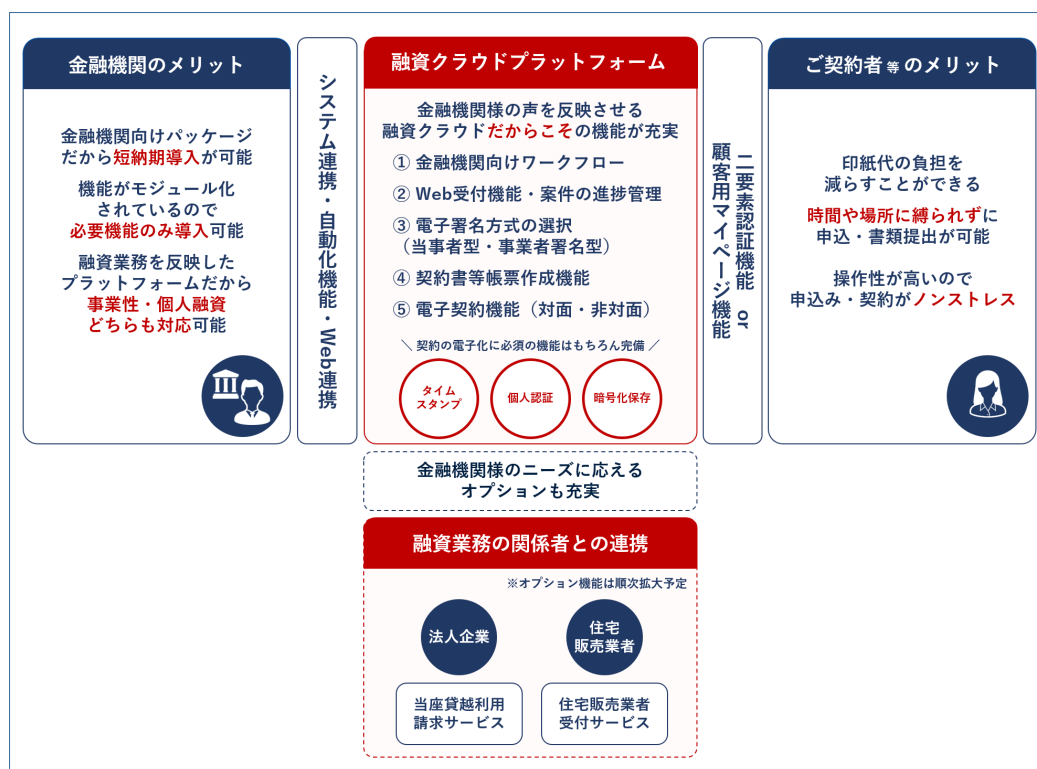 金融機関のメリット
金融機関向けパッケージ
だから短納期導入が可能
機能がモジュール化
されているので
必要機能のみ導入可能
融資業務を反映した
プラットフォームだから
事業性・個人融資
どちらも対応可能
システム連携・自動化機能・Web連携
融資クラウドプラットフォーム
金融機関様の声を反映させる
融資クラウドだからこその機能が充実
① 金融機関向けワークフロー
② Web受付機能・案件の進捗管理
③ 電子署名方式の選択
（当事者型・事業者署名型）
④ 契約書等帳票作成機能
⑤ 電子契約機能（対面・非対面）
＼ 契約の電子化に必須の機能はもちろん完備 ／
タイム
スタンプ
個人認証
暗号化保存
二要素認証機能 or
顧客用マイページ機能
ご契約者等のメリット
印紙代の負担を
減らすことができる
時間や場所に縛られずに
申込・書類提出が可能
操作性が高いので
申込み・契約がノンストレス
金融機関様のニーズに応える
オプションも充実
融資業務の関係者との連携
※オプション機能は順次拡大予定
法人企業
住宅
販売業者
当座貸越利用
請求サービス
住宅販売業者
受付サービス